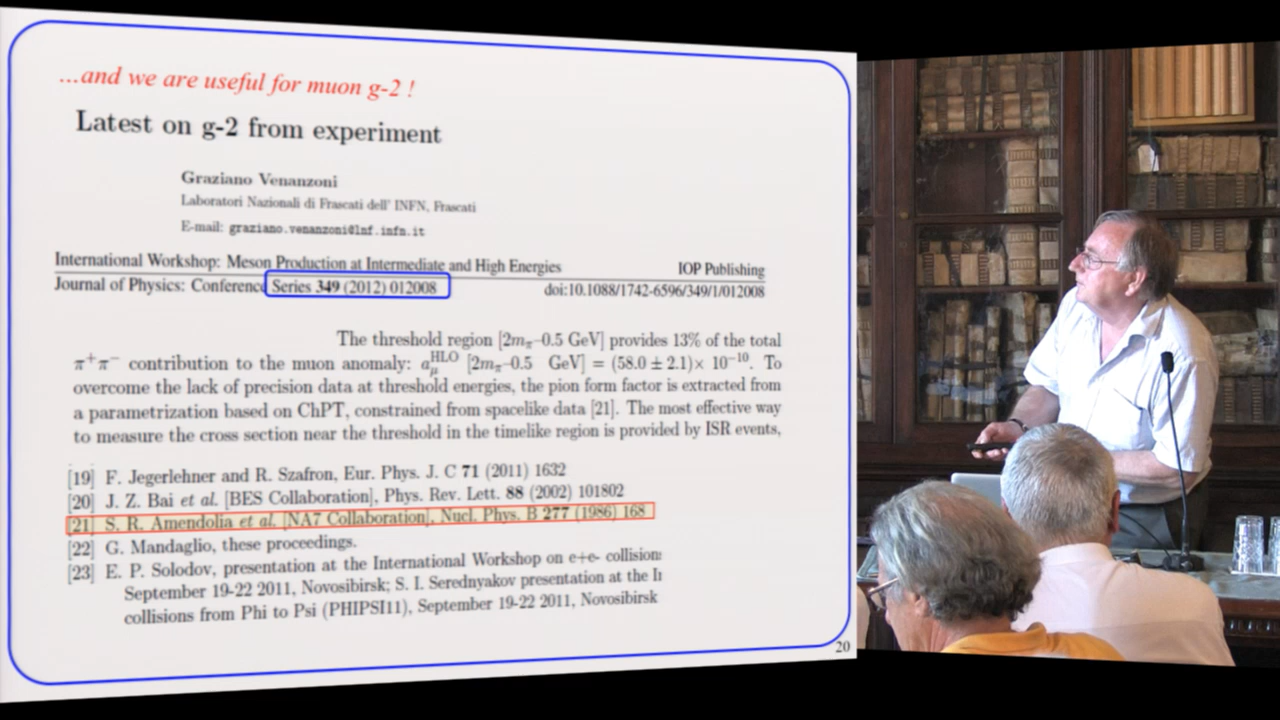 ...and we are useful for muon g-2 !
Latest on g-2 from experiment
Graziano Venanzoni
Laboratori Nazionali di Frascati dell' INFN, Frascati
E-mail: graziano.venanzoni@lnf.infn.it
International Workshop: Meson Production at Intermediate and High Energies IOP Publishing
Journal of Physics: Conference Series 349 (2012) 012008 doi:10.1088/1742-6596/349/1/012008
The threshold region [2mπ–0.5 GeV] provides 13% of the total
π⁺π⁻ contribution to the muon anomaly: aμᴴᴸᴼ [2mπ–0.5 GeV] = (58.0 ± 2.1)× 10⁻¹⁰. To
overcome the lack of precision data at threshold energies, the pion form factor is extracted from
a parametrization based on ChPT, constrained from spacelike data [21]. The most effective way
to measure the cross section near the threshold in the timelike region is provided by ISR events,
[19] F. Jegerlehner and R. Szafron, Eur. Phys. J. C 71 (2011) 1632
[20] J. Z. Bai et al. [BES Collaboration], Phys. Rev. Lett. 88 (2002) 101802
[21] S. R. Amendolia et al. [NA7 Collaboration], Nucl. Phys. B 277 (1986) 168
[22] G. Mandaglio, these proceedings.
[23] E. P. Solodov, presentation at the International Workshop on e+e- collision
September 19-22 2011, Novosibirsk; S. I. Serednyakov presentation at the
collisions from Phi to Psi (PHIPSI11), September 19-22 2011, Novosibirsk
20